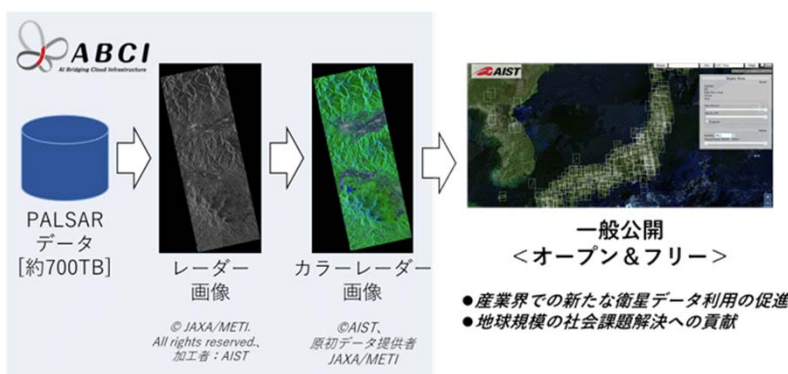 ABCI
AI Bridging Cloud Infrastructure
PALSAR
データ
[約700TB]
レーダー
画像
© JAXA/METI.
All rights reserved.、
加工者：AIST
カラーレーダー
画像
©AIST、
原初データ提供者
JAXA/METI
AIST
一般公開
＜オープン＆フリー＞
●産業界での新たな衛星データ利用の促進
●地球規模の社会課題解決への貢献